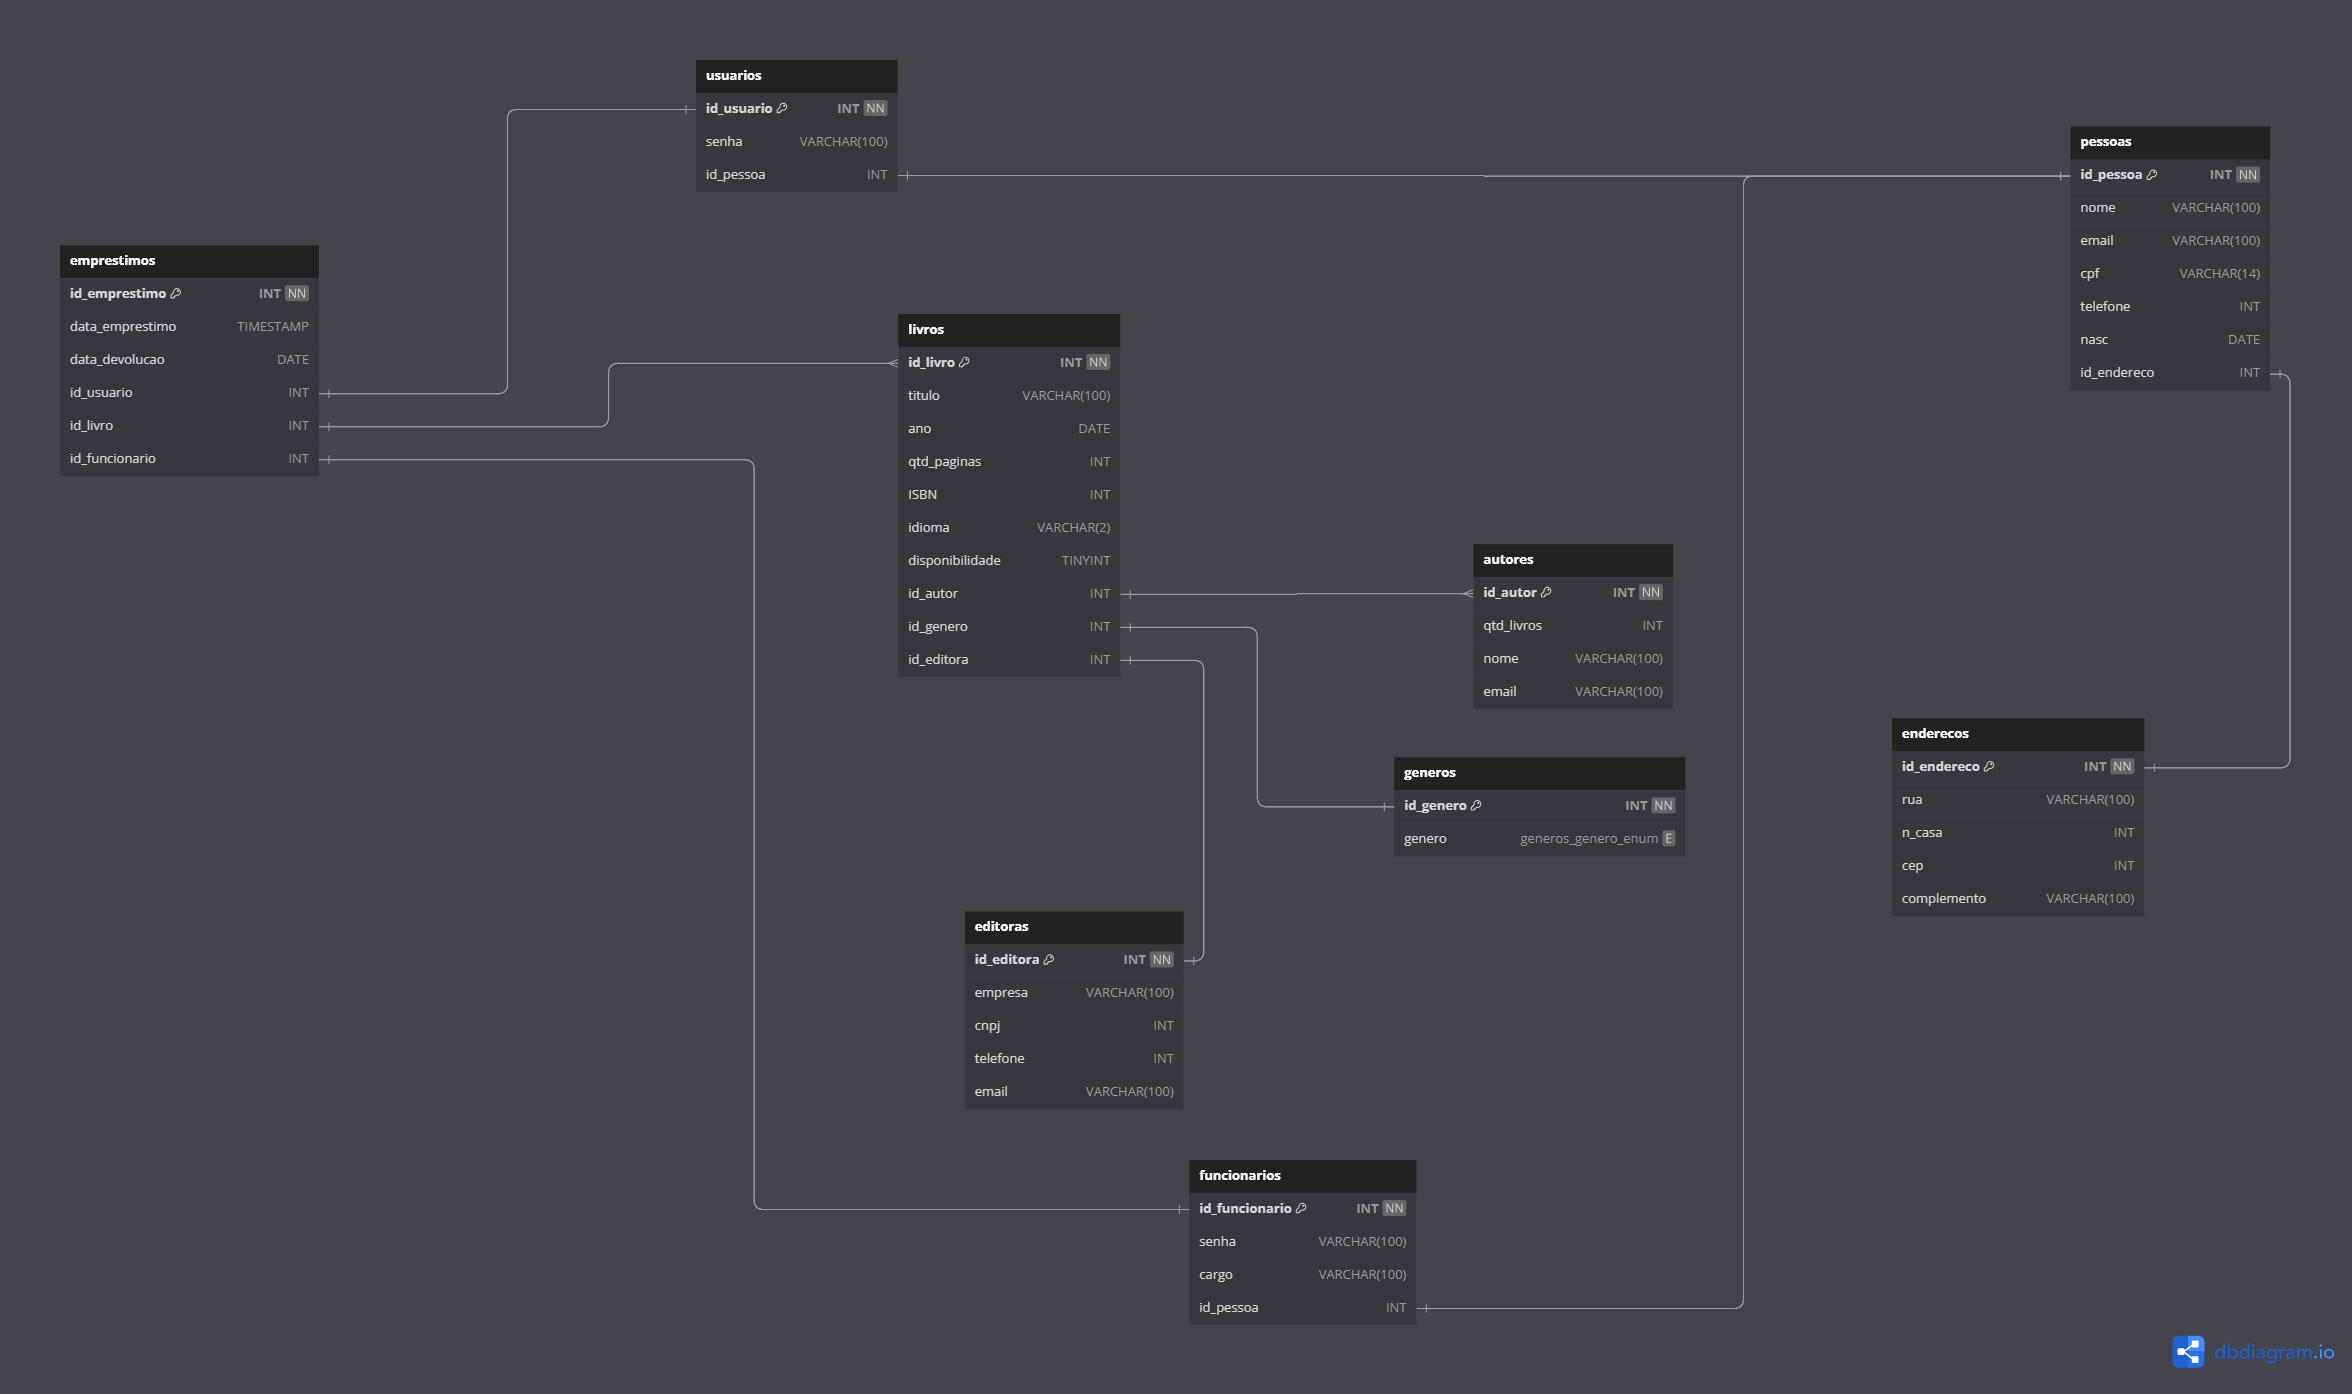 usuarios
id_usuario INT NN
senha VARCHAR(100)
id_pessoa INT
pessoas
id_pessoa INT NN
nome VARCHAR(100)
email VARCHAR(100)
cpf VARCHAR(14)
telefone INT
nasc DATE
id_endereco INT
emprestimos
id_emprestimo INT NN
data_emprestimo TIMESTAMP
data_devolucao DATE
id_usuario INT
id_livro INT
id_funcionario INT
livros
id_livro INT NN
titulo VARCHAR(100)
ano DATE
qtd_paginas INT
ISBN INT
idioma VARCHAR(2)
disponibilidade TINYINT
id_autor INT
id_genero INT
id_editora INT
autores
id_autor INT NN
qtd_livros INT
nome VARCHAR(100)
email VARCHAR(100)
enderecos
id_endereco INT NN
rua VARCHAR(100)
n_casa INT
cep INT
complemento VARCHAR(100)
generos
id_genero INT NN
genero generos_genero_enum E
editoras
id_editora INT NN
empresa VARCHAR(100)
cnpj INT
telefone INT
email VARCHAR(100)
funcionarios
id_funcionario INT NN
senha VARCHAR(100)
cargo VARCHAR(100)
id_pessoa INT
dbdiagram.io